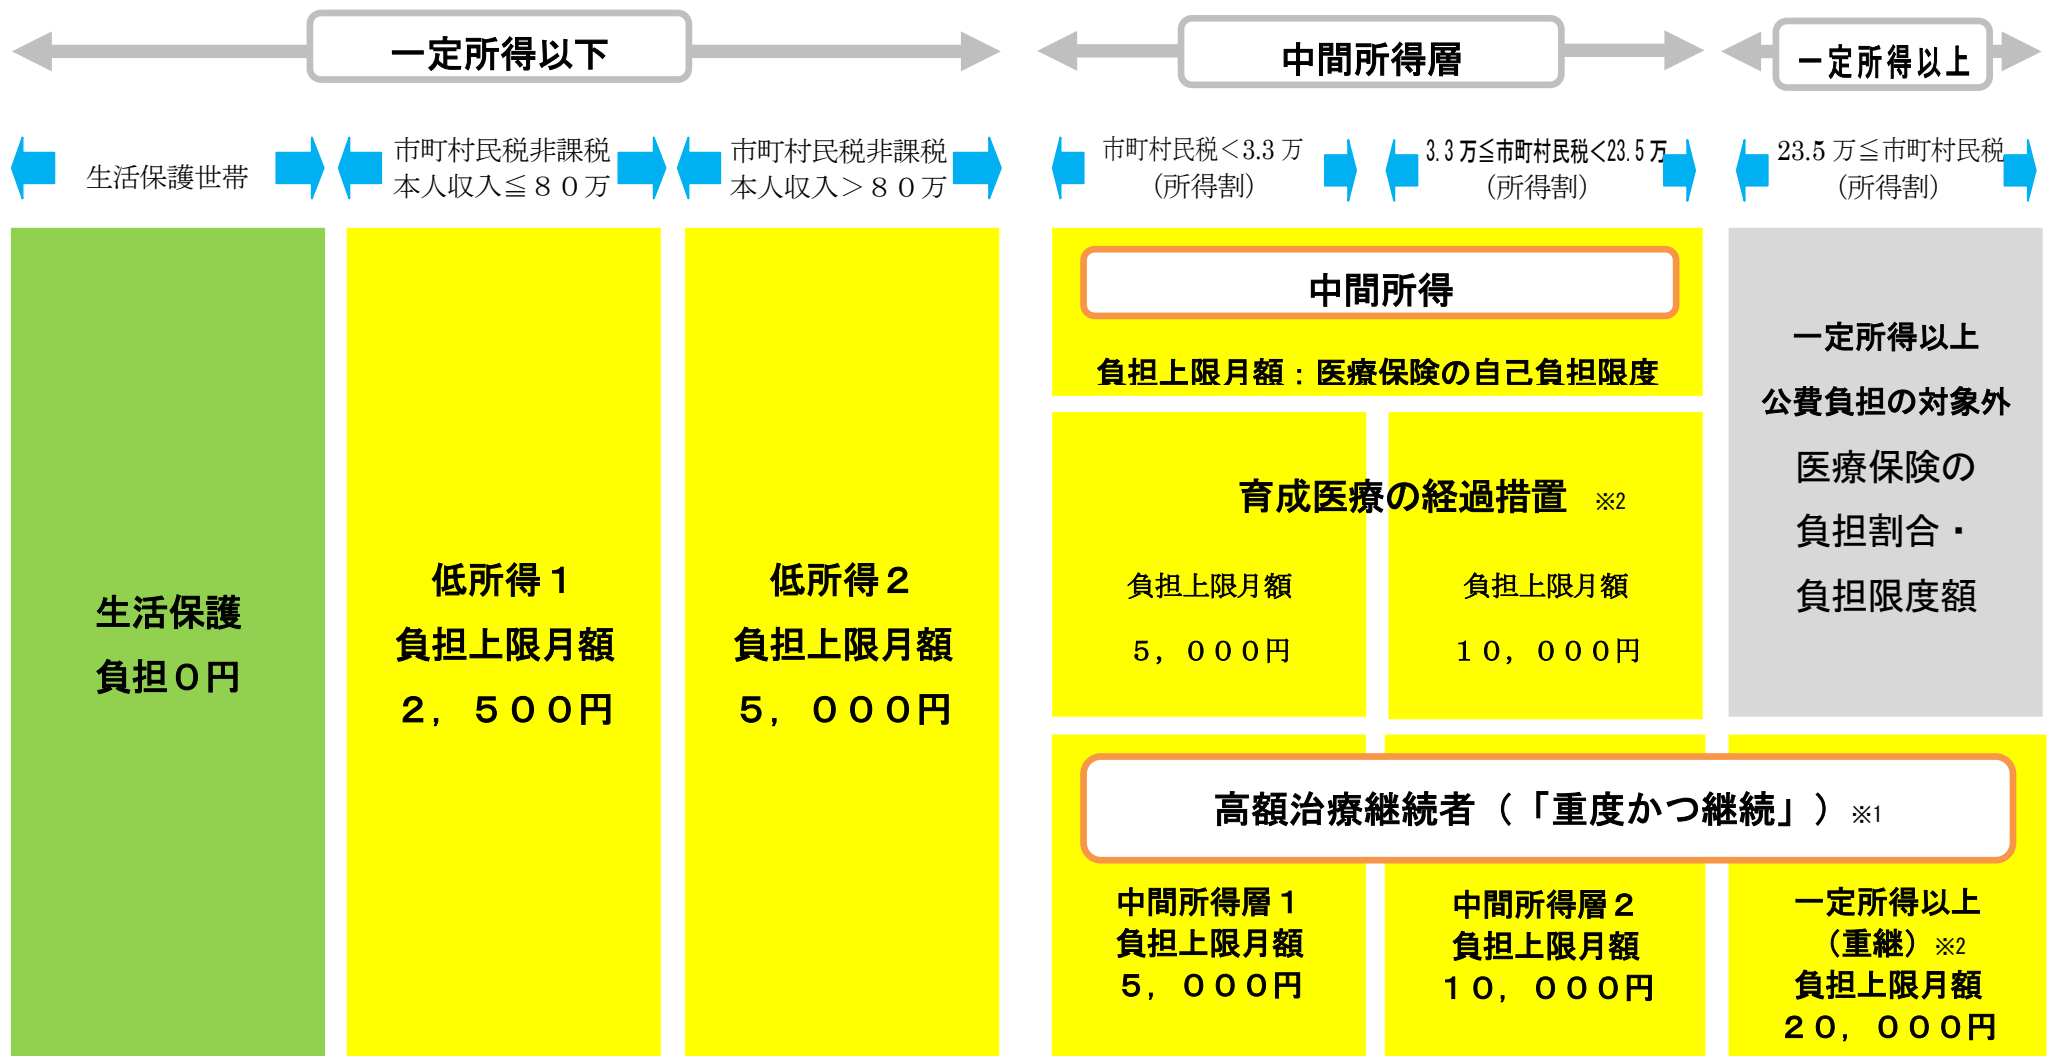 一定所得以下
中間所得層
一定所得以上
生活保護世帯
市町村民税非課税
本人収入≦８０万
市町村民税非課税
本人収入＞８０万
市町村民税＜3.3 万
（所得割）
3.3 万≦市町村民税<23.5 万
（所得割）
23.5 万≦市町村民税
（所得割）
生活保護
負担０円
低所得１
負担上限月額
２，５００円
低所得２
負担上限月額
５，０００円
中間所得
負担上限月額：医療保険の自己負担限度
育成医療の経過措置　※2
負担上限月額
５，０００円
負担上限月額
１０，０００円
一定所得以上
公費負担の対象外
医療保険の
負担割合・
負担限度額
高額治療継続者（「重度かつ継続」）※1
中間所得層１
負担上限月額
５，０００円
中間所得層２
負担上限月額
１０，０００円
一定所得以上
（重継）※2
負担上限月額
２０，０００円